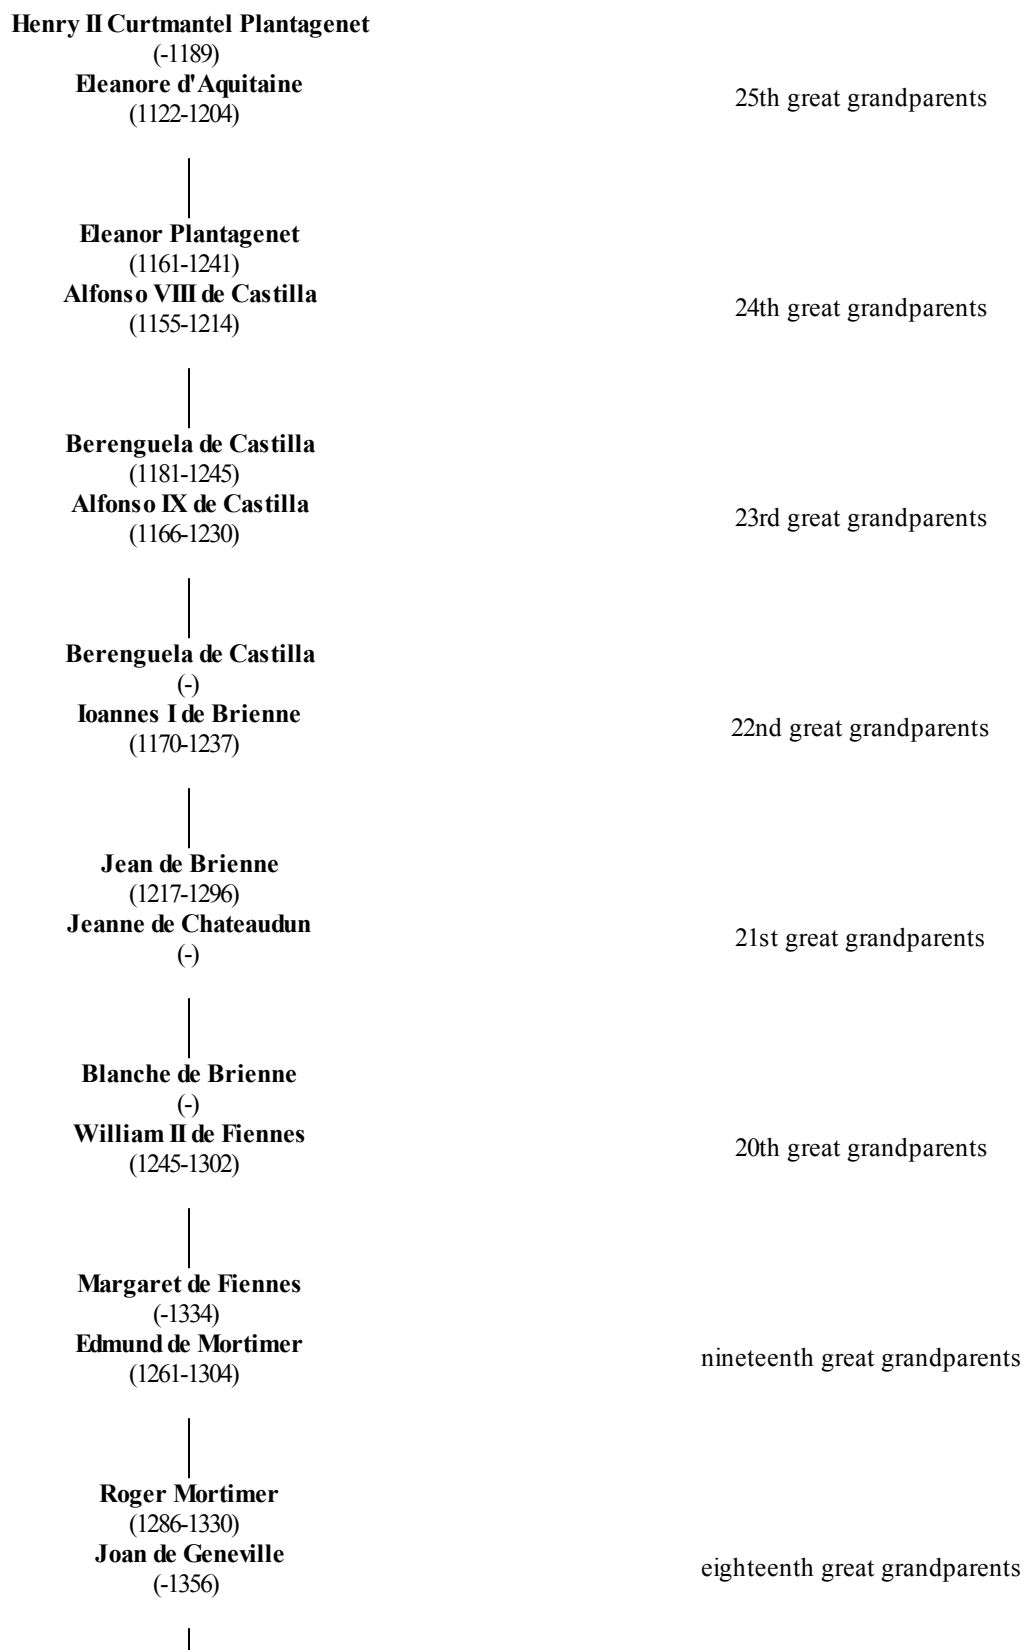 Henry II Curtmantel Plantagenet
(-1189)
Eleanore d'Aquitaine
(1122-1204)
25th great grandparents
Eleanor Plantagenet
(1161-1241)
Alfonso VIII de Castilla
(1155-1214)
24th great grandparents
Berenguela de Castilla
(1181-1245)
Alfonso IX de Castilla
(1166-1230)
23rd great grandparents
Berenguela de Castilla
(-)
Ioannes I de Brienne
(1170-1237)
22nd great grandparents
Jean de Brienne
(1217-1296)
Jeanne de Chateaudun
(-)
21st great grandparents
Blanche de Brienne
(-)
William II de Fiennes
(1245-1302)
20th great grandparents
Margaret de Fiennes
(-1334)
Edmund de Mortimer
(1261-1304)
nineteenth great grandparents
Roger Mortimer
(1286-1330)
Joan de Geneville
(-1356)
eighteenth great grandparents